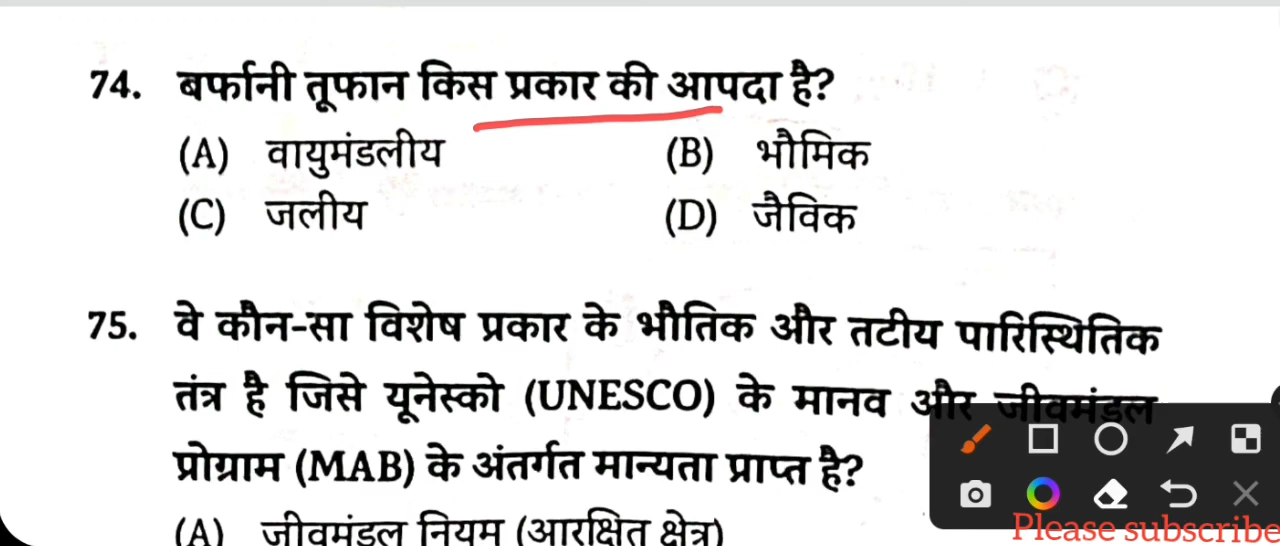 74. बर्फानी तूफान किस प्रकार की आपदा है?
(A) वायुमंडलीय (B) भौमिक
(C) जलीय (D) जैविक
75. वे कौन-सा विशेष प्रकार के भौतिक और तटीय पारिस्थितिक
तंत्र है जिसे यूनेस्को (UNESCO) के मानव और जीवमंडल
प्रोग्राम (MAB) के अंतर्गत मान्यता प्राप्त है?
(A) जीवमंडल नियम (आरक्षित क्षेत्र)
Please subscribe